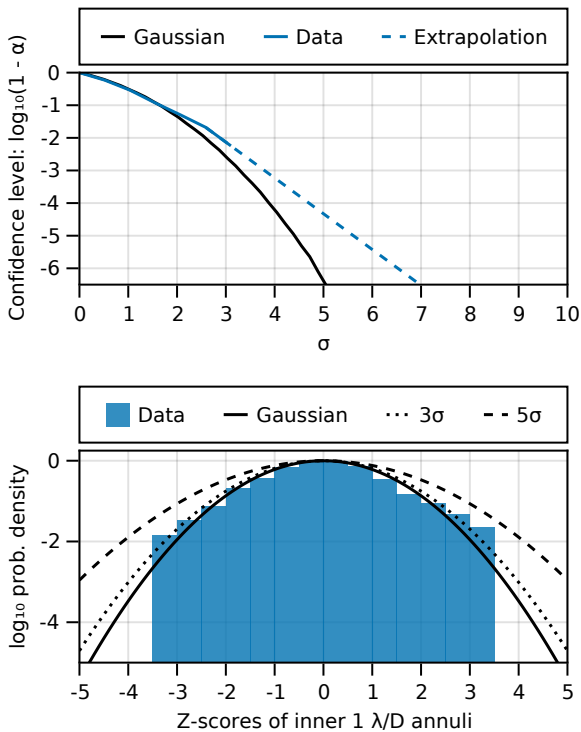 Gaussian Data Extrapolation
Confidence level: log₁₀(1 - α)
0
-1
-2
-3
-4
-5
-6
0 1 2 3 4 5 6 7 8 9 10
σ
Data Gaussian 3σ 5σ
log₁₀ prob. density
0
-2
-4
-5 -4 -3 -2 -1 0 1 2 3 4 5
Z-scores of inner 1 λ/D annuli